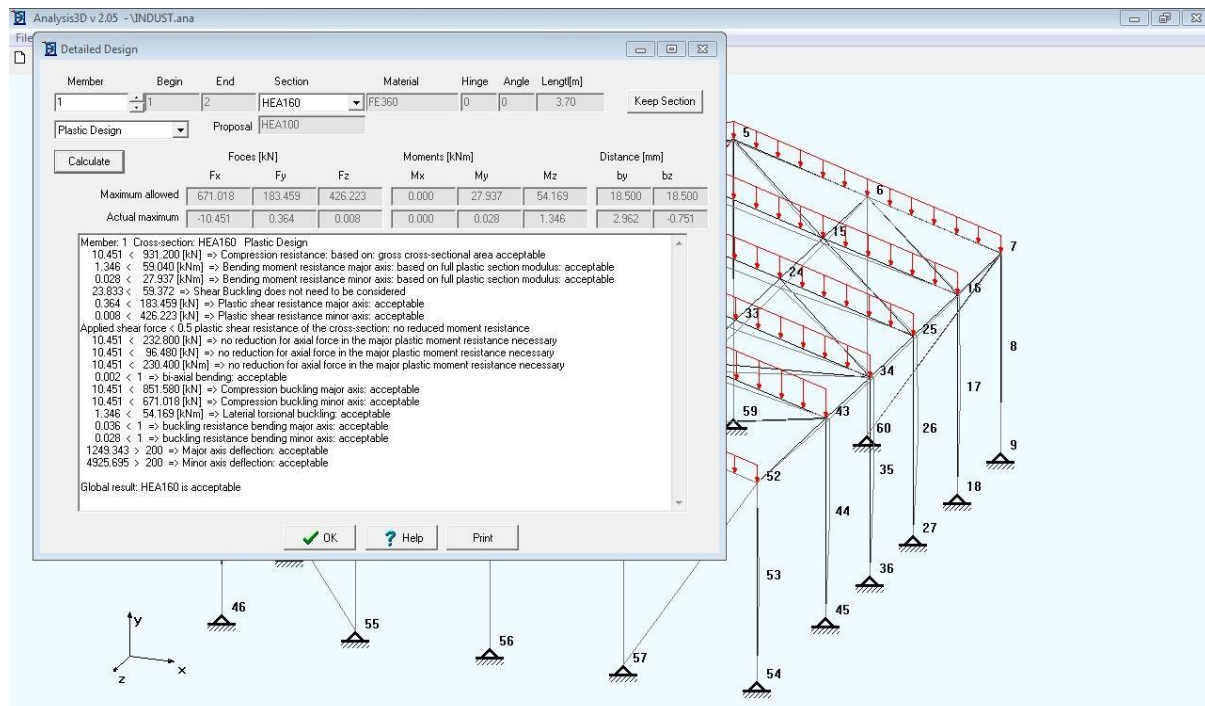 Analysis3D v 2.05 - \INDUST.ana
File
Detailed Design
Member Begin End Section Material Hinge Angle Lengtl[m]
1 1 2 HEA160 FE360 0 0 3.70 Keep Section
Plastic Design Proposal HEA100
Calculate Foces [kN] Moments [kNm] Distance [mm]
Fx Fy Fz Mx My Mz by bz
Maximum allowed 671.018 183.459 426.223 0.000 27.937 54.169 18.500 18.500
Actual maximum -10.451 0.364 0.008 0.000 0.028 1.346 2.962 -0.751
Member: 1 Cross-section: HEA160 Plastic Design
10.451 < 931.200 [kN] => Compression resistance: based on: gross cross-sectional area acceptable
1.346 < 59.040 [kNm] => Bending moment resistance major axis: based on full plastic section modulus: acceptable
0.028 < 27.937 [kNm] => Bending moment resistance minor axis: based on full plastic section modulus: acceptable
23.833 < 59.372 => Shear Buckling does not need to be considered
0.364 < 183.459 [kN] => Plastic shear resistance major axis: acceptable
0.008 < 426.223 [kN] => Plastic shear resistance minor axis: acceptable
Applied shear force < 0.5 plastic shear resistance of the cross-section: no reduced moment resistance
10.451 < 232.800 [kN] => no reduction for axial force in the major plastic moment resistance necessary
10.451 < 96.480 [kN] => no reduction for axial force in the major plastic moment resistance necessary
10.451 < 230.400 [kNm] => no reduction for axial force in the major plastic moment resistance necessary
0.002 < 1 => bi-axial bending: acceptable
10.451 < 851.580 [kN] => Compression buckling major axis: acceptable
10.451 < 671.018 [kN] => Compression buckling minor axis: acceptable
1.346 < 54.169 [kNm] => Laterial torsional buckling: acceptable
0.036 < 1 => buckling resistance bending major axis: acceptable
0.028 < 1 => buckling resistance bending minor axis: acceptable
1249.343 > 200 => Major axis deflection: acceptable
4925.695 > 200 => Minor axis deflection: acceptable
Global result: HEA160 is acceptable
OK ? Help Print
5
6
7
15
16
24
25
8
33
34
17
43
59
60
26
9
35
52
18
44
27
53
36
45
46
55
56
57
54
y
x
z